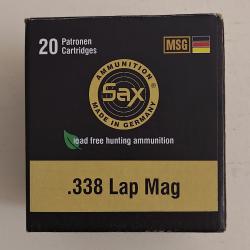 20 Patronen
Cartridges
MSG
AMMUNITION
Sax
®
MADE IN GERMANY
lead free hunting ammunition
.338 Lap Mag